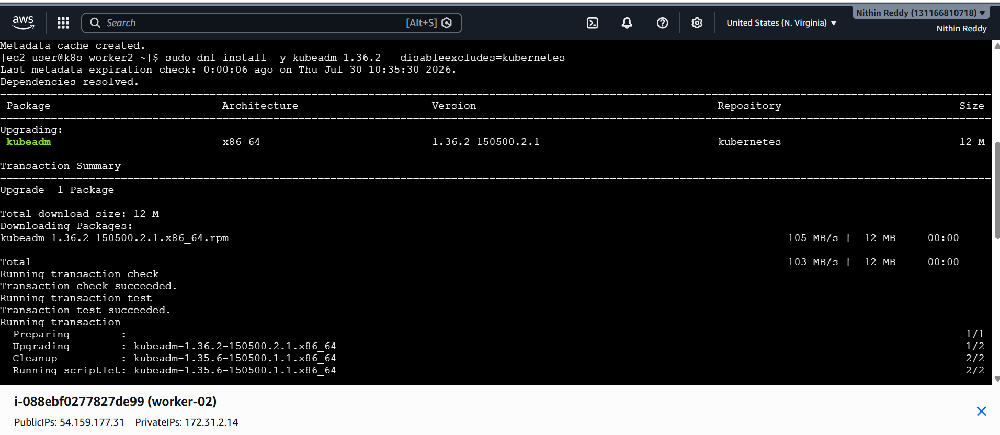 aws
Search [Alt+S]
United States (N. Virginia) ▼
Nithin Reddy (131166810718) ▼
Nithin Reddy
Metadata cache created.
[ec2-user@k8s-worker2 ~]$ sudo dnf install -y kubeadm-1.36.2 --disableexcludes=kubernetes
Last metadata expiration check: 0:00:06 ago on Thu Jul 30 10:35:30 2026.
Dependencies resolved.
Package Architecture Version Repository Size
Upgrading:
kubeadm x86_64 1.36.2-150500.2.1 kubernetes 12 M
Transaction Summary
Upgrade 1 Package
Total download size: 12 M
Downloading Packages:
kubeadm-1.36.2-150500.2.1.x86_64.rpm 105 MB/s | 12 MB 00:00
Total 103 MB/s | 12 MB 00:00
Running transaction check
Transaction check succeeded.
Running transaction test
Transaction test succeeded.
Running transaction
Preparing : 1/1
Upgrading : kubeadm-1.36.2-150500.2.1.x86_64 1/2
Cleanup : kubeadm-1.35.6-150500.1.1.x86_64 2/2
Running scriptlet: kubeadm-1.35.6-150500.1.1.x86_64 2/2
i-088ebf0277827de99 (worker-02)
PublicIPs: 54.159.177.31 PrivateIPs: 172.31.2.14